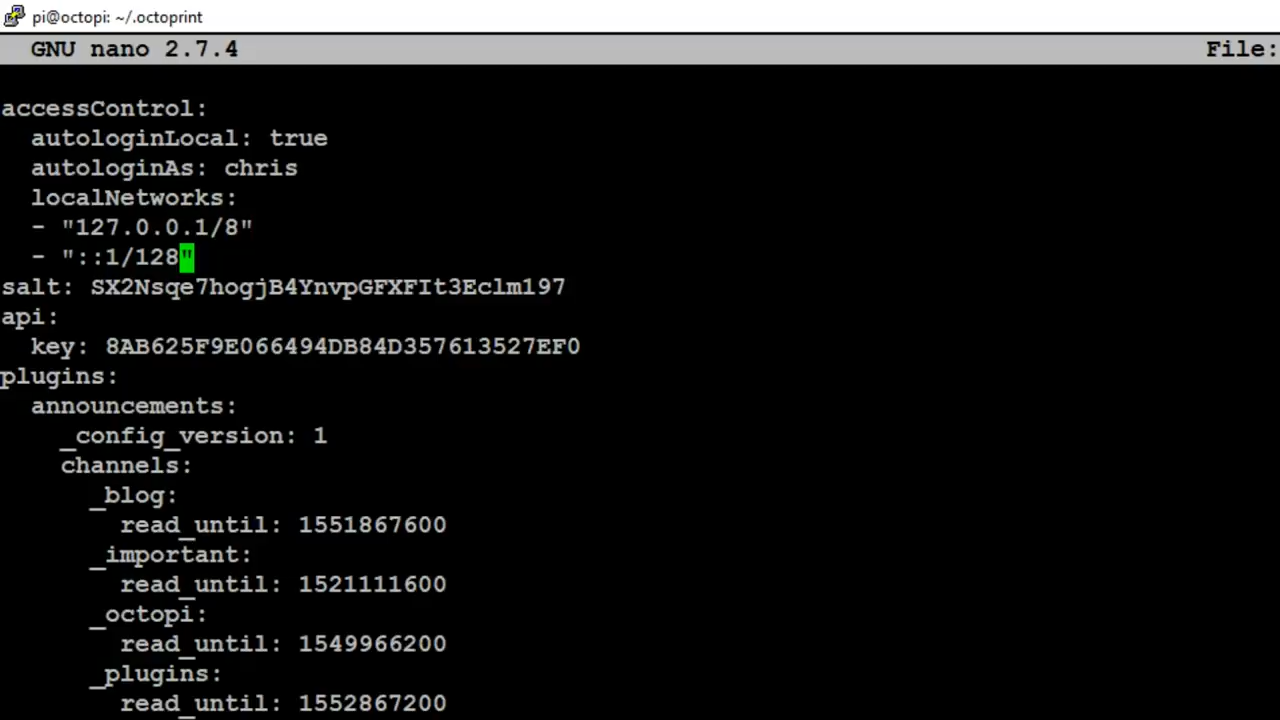 pi@octopi: ~/.octoprint
GNU nano 2.7.4 File:
accessControl:
autologinLocal: true
autologinAs: chris
localNetworks:
- "127.0.0.1/8"
- "::1/128"
salt: SX2Nsqe7hogjB4YnvpGFXFIt3Eclm197
api:
key: 8AB625F9E066494DB84D357613527EF0
plugins:
announcements:
_config_version: 1
channels:
_blog:
read_until: 1551867600
_important:
read_until: 1521111600
_octopi:
read_until: 1549966200
_plugins:
read_until: 1552867200